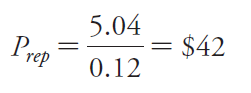 P_rep = 5.04 / 0.12 = $42